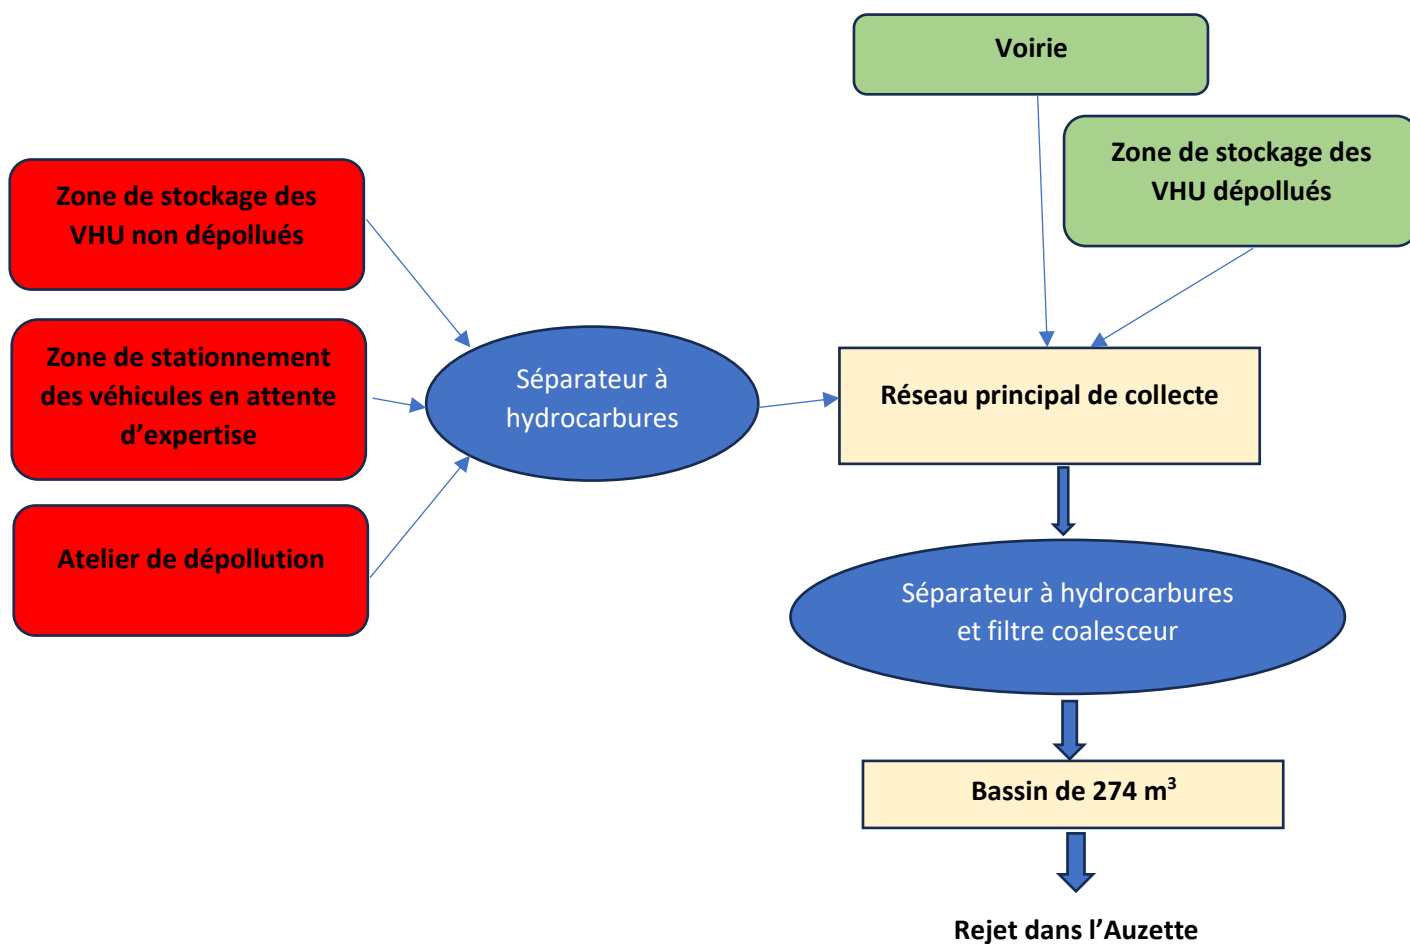 Voirie
Zone de stockage des
VHU dépollués
Zone de stockage des
VHU non dépollués
Zone de stationnement
des véhicules en attente
d’expertise
Atelier de dépollution
Séparateur à
hydrocarbures
Réseau principal de collecte
Séparateur à hydrocarbures
et filtre coalesceur
Bassin de 274 m³
Rejet dans l’Auzette